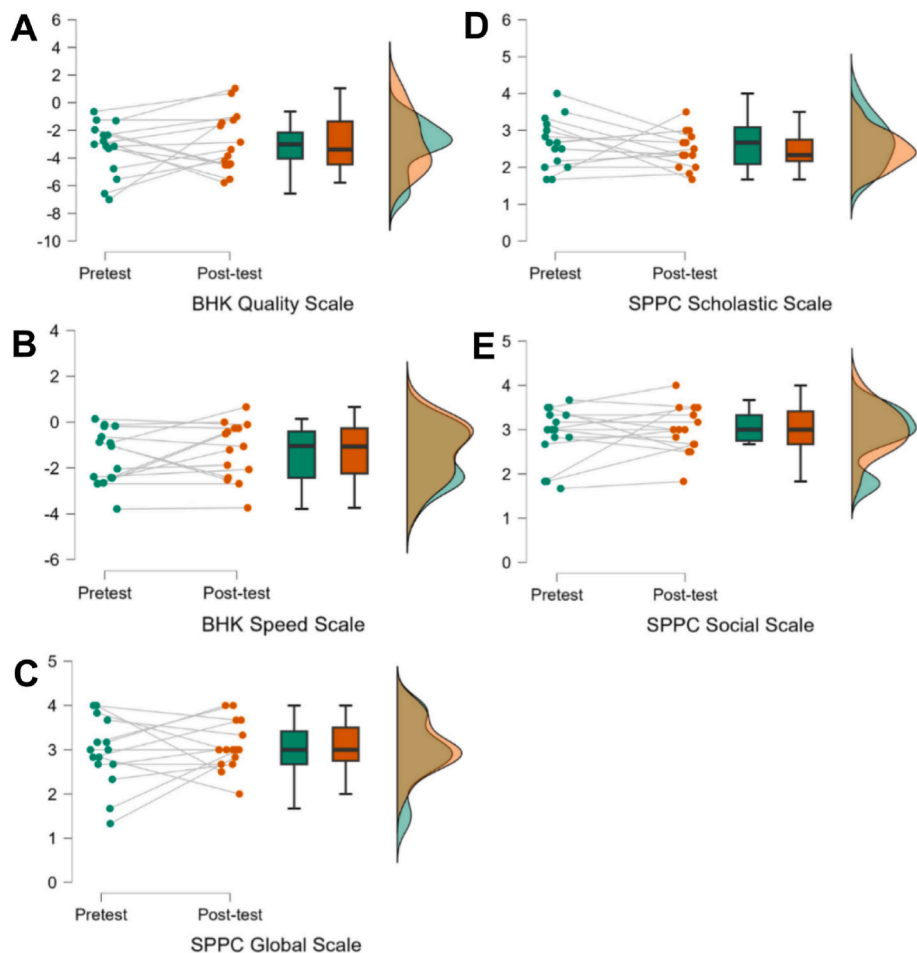 A
6
4
2
0
-2
-4
-6
-8
-10
Pretest Post-test
BHK Quality Scale
D
6
5
4
3
2
1
0
Pretest Post-test
SPPC Scholastic Scale
B
4
2
0
-2
-4
-6
Pretest Post-test
BHK Speed Scale
E
5
4
3
2
1
0
Pretest Post-test
SPPC Social Scale
C
5
4
3
2
1
0
Pretest Post-test
SPPC Global Scale